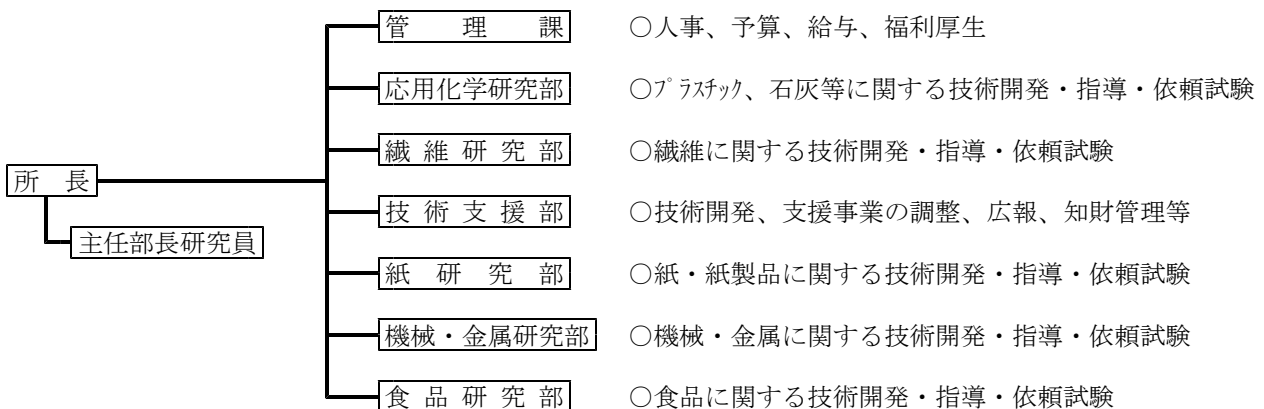 管理課 ○人事、予算、給与、福利厚生
応用化学研究部 ○ﾌﾟﾗｽﾁｯｸ、石灰等に関する技術開発・指導・依頼試験
繊維研究部 ○繊維に関する技術開発・指導・依頼試験
所長
技術支援部 ○技術開発、支援事業の調整、広報、知財管理等
主任部長研究員
紙研究部 ○紙・紙製品に関する技術開発・指導・依頼試験
機械・金属研究部 ○機械・金属に関する技術開発・指導・依頼試験
食品研究部 ○食品に関する技術開発・指導・依頼試験